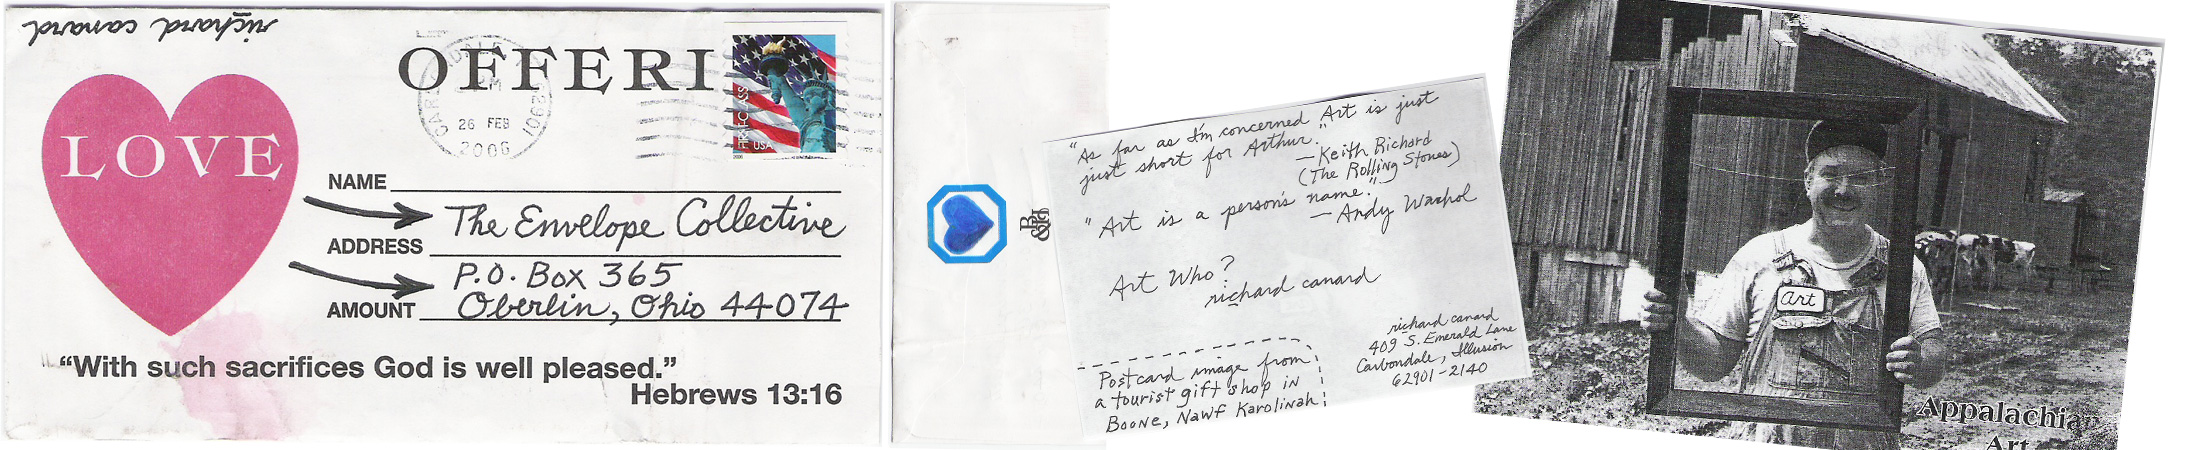 richard canard
OFFERI
LOVE
26 FEB
2006
62901
FIRST-CLASS
USA
NAME
The Envelope Collective
ADDRESS
P.O. Box 365
AMOUNT
Oberlin, Ohio 44074
“With such sacrifices God is well pleased.”
Hebrews 13:16
"As far as I'm concerned Art is just
just short for Arthur."
—Keith Richard
(The Rolling Stones)
"Art is a person's name."
—Andy Warhol
Art Who?
richard canard
richard canard
409 S. Emerald Lane
Carbondale, Illusion
62901-2140
Postcard image from
a tourist gift shop in
Boone, Nawf Karolinah
Art
Appalachian
Art